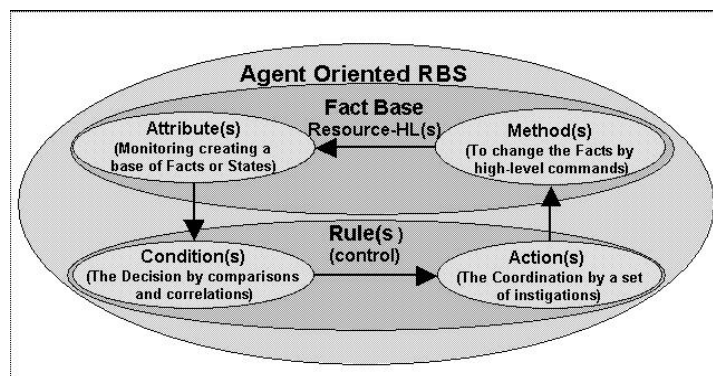 Agent Oriented RBS
Fact Base
Resource-HL(s)
Attribute(s)
(Monitoring creating a
base of Facts or States)
Method(s)
(To change the Facts by
high-level commands)
Rule(s )
(control)
Condition(s)
(The Decision by comparisons
and correlations)
Action(s)
(The Coordination by a set
of instigations)